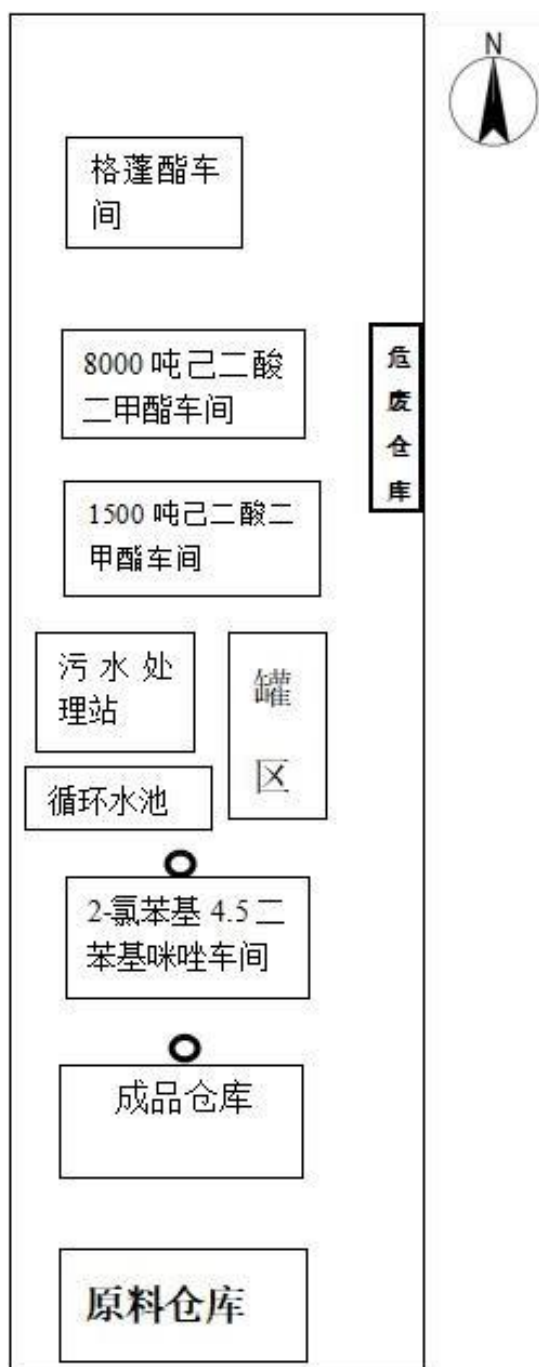 N
格蓬酯车
间
8000 吨己二酸
二甲酯车间
危
废
仓
库
1500 吨己二酸二
甲酯车间
污水处
理站
罐
区
循环水池
2-氯苯基 4.5 二
苯基咪唑车间
成品仓库
原料仓库